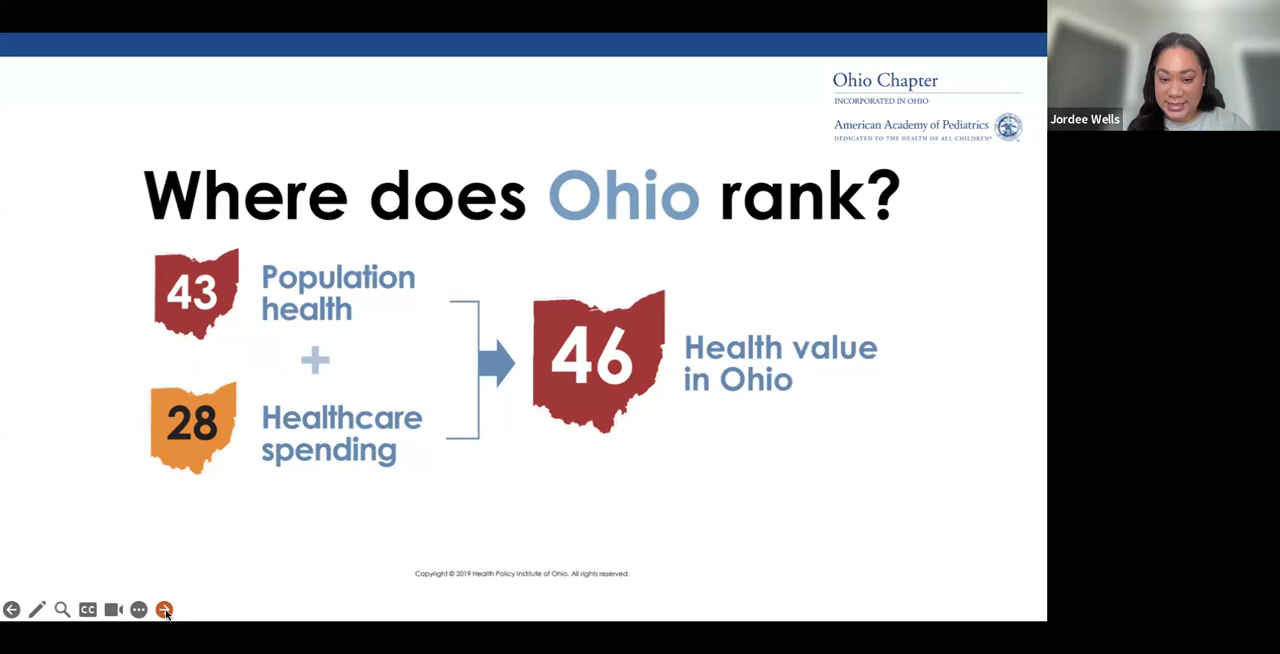 Ohio Chapter
INCORPORATED IN OHIO
American Academy of Pediatrics
DEDICATED TO THE HEALTH OF ALL CHILDREN®
Jordee Wells
Where does Ohio rank?
43
Population
health
+
28
Healthcare
spending
46
Health value
in Ohio
Copyright © 2019 Health Policy Institute of Ohio. All rights reserved.
CC